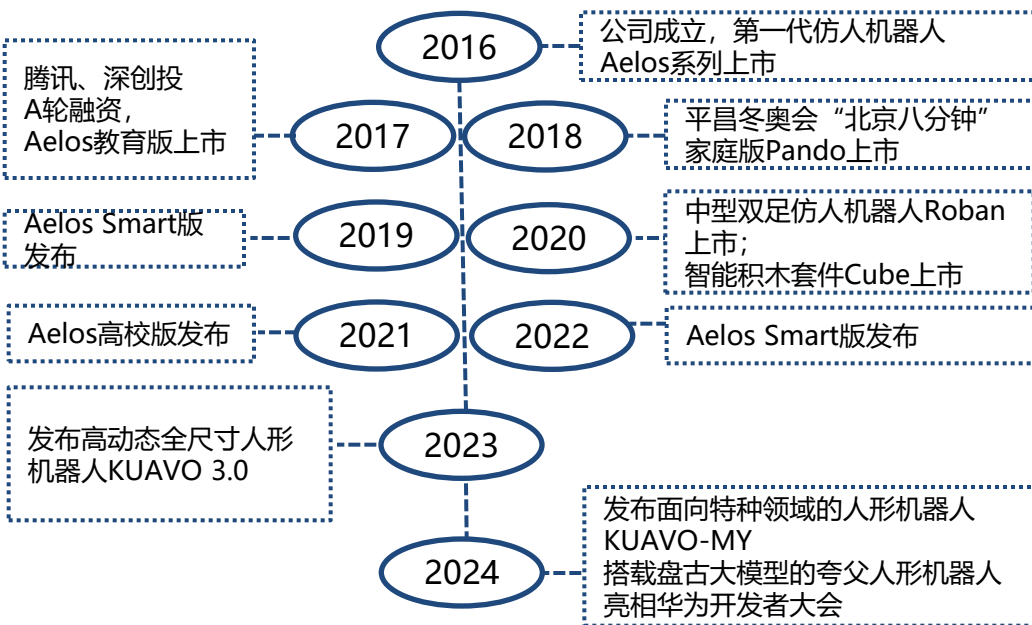 2016
公司成立，第一代仿人机器人
Aelos系列上市
腾讯、深创投
A轮融资，
Aelos教育版上市
2017
2018
平昌冬奥会“北京八分钟”
家庭版Pando上市
Aelos Smart版
发布
2019
2020
中型双足仿人机器人Roban
上市；
智能积木套件Cube上市
Aelos高校版发布
2021
2022
Aelos Smart版发布
发布高动态全尺寸人形
机器人KUAVO 3.0
2023
2024
发布面向特种领域的人形机器人
KUAVO-MY
搭载盘古大模型的夸父人形机器人
亮相华为开发者大会